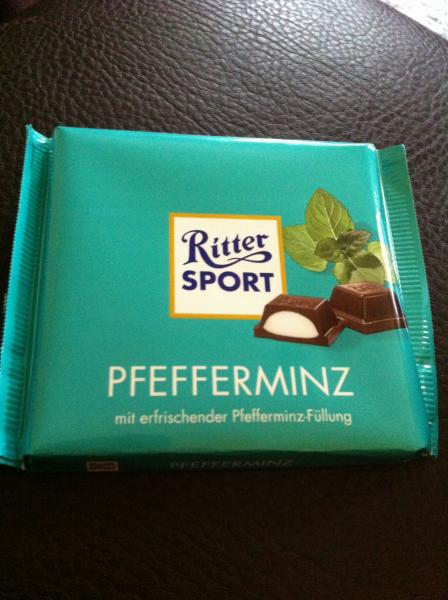 Ritter
SPORT
PFEFFERMINZ
mit erfrischender Pfefferminz-Füllung
PFEFFERMINZ